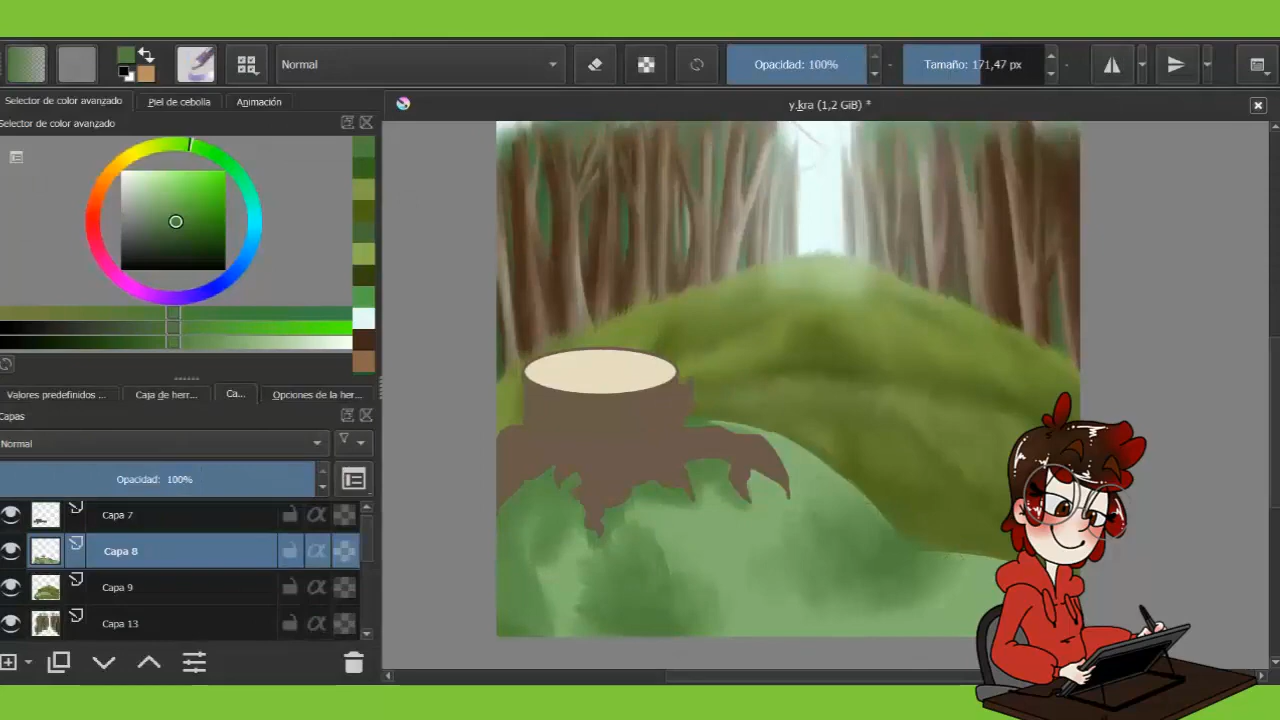 Normal
Opacidad: 100%
Tamaño: 171,47 px
Selector de color avanzado
Piel de cebolla
Animación
y.kra (1,2 GiB) *
Selector de color avanzado
Valores predefinidos ...
Caja de herr...
Ca...
Opciones de la her...
Capas
Normal
Opacidad: 100%
Capa 7
Capa 8
Capa 9
Capa 13